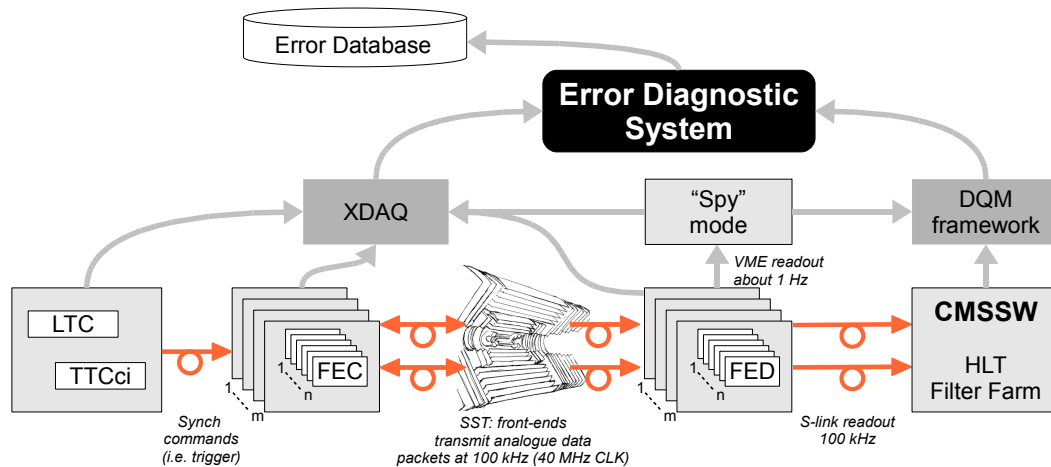 Error Database
Error Diagnostic
System
XDAQ
“Spy”
mode
DQM
framework
VME readout
about 1 Hz
LTC
TTCci
FEC
1
n
1
m
FED
1
n
1
m
CMSSW
HLT
Filter Farm
Synch
commands
(i.e. trigger)
SST: front-ends
transmit analogue data
packets at 100 kHz (40 MHz CLK)
S-link readout
100 kHz